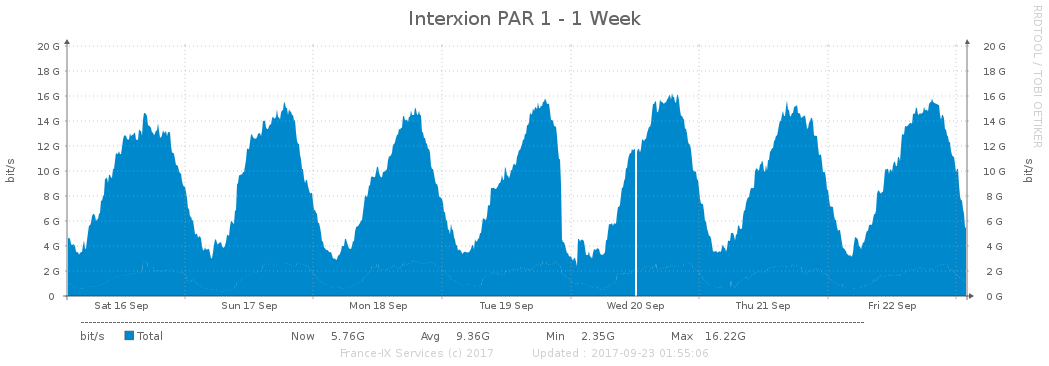 Interxion PAR 1 - 1 Week
RRDTOOL / TOBI OETIKER
bit/s
20 G
18 G
16 G
14 G
12 G
10 G
8 G
6 G
4 G
2 G
0
20 G
18 G
16 G
14 G
12 G
10 G
8 G
6 G
4 G
2 G
0 G
bit/s
Sat 16 Sep Sun 17 Sep Mon 18 Sep Tue 19 Sep Wed 20 Sep Thu 21 Sep Fri 22 Sep
bit/s Total Now 5.76G Avg 9.36G Min 2.35G Max 16.22G
France-IX Services (c) 2017 Updated : 2017-09-23 01:55:06